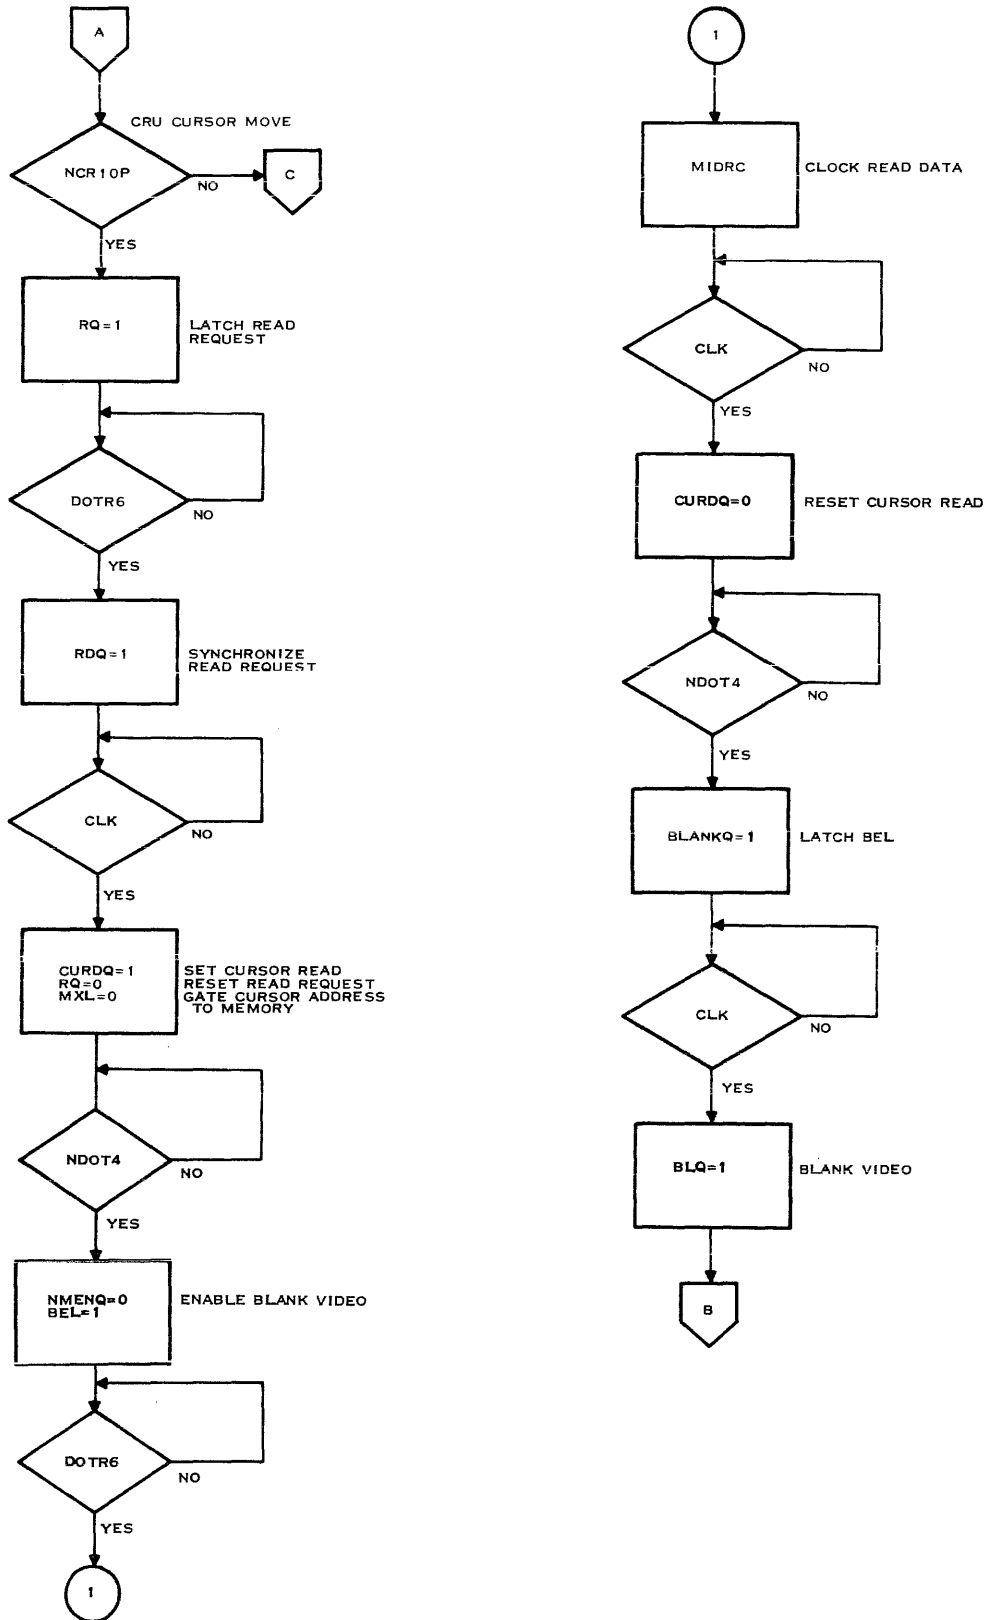 A
CRU CURSOR MOVE
NCR10P
NO
C
YES
RQ=1
LATCH READ
REQUEST
DOTR6
NO
YES
RDQ=1
SYNCHRONIZE
READ REQUEST
CLK
NO
YES
CURDQ=1
RQ=0
MXL=0
SET CURSOR READ
RESET READ REQUEST
GATE CURSOR ADDRESS
TO MEMORY
NDOT4
NO
YES
NMENQ=0
BEL=1
ENABLE BLANK VIDEO
DOTR6
NO
YES
1
1
MIDRC
CLOCK READ DATA
CLK
NO
YES
CURDQ=0
RESET CURSOR READ
NDOT4
NO
YES
BLANKQ=1
LATCH BEL
CLK
NO
YES
BLQ=1
BLANK VIDEO
B